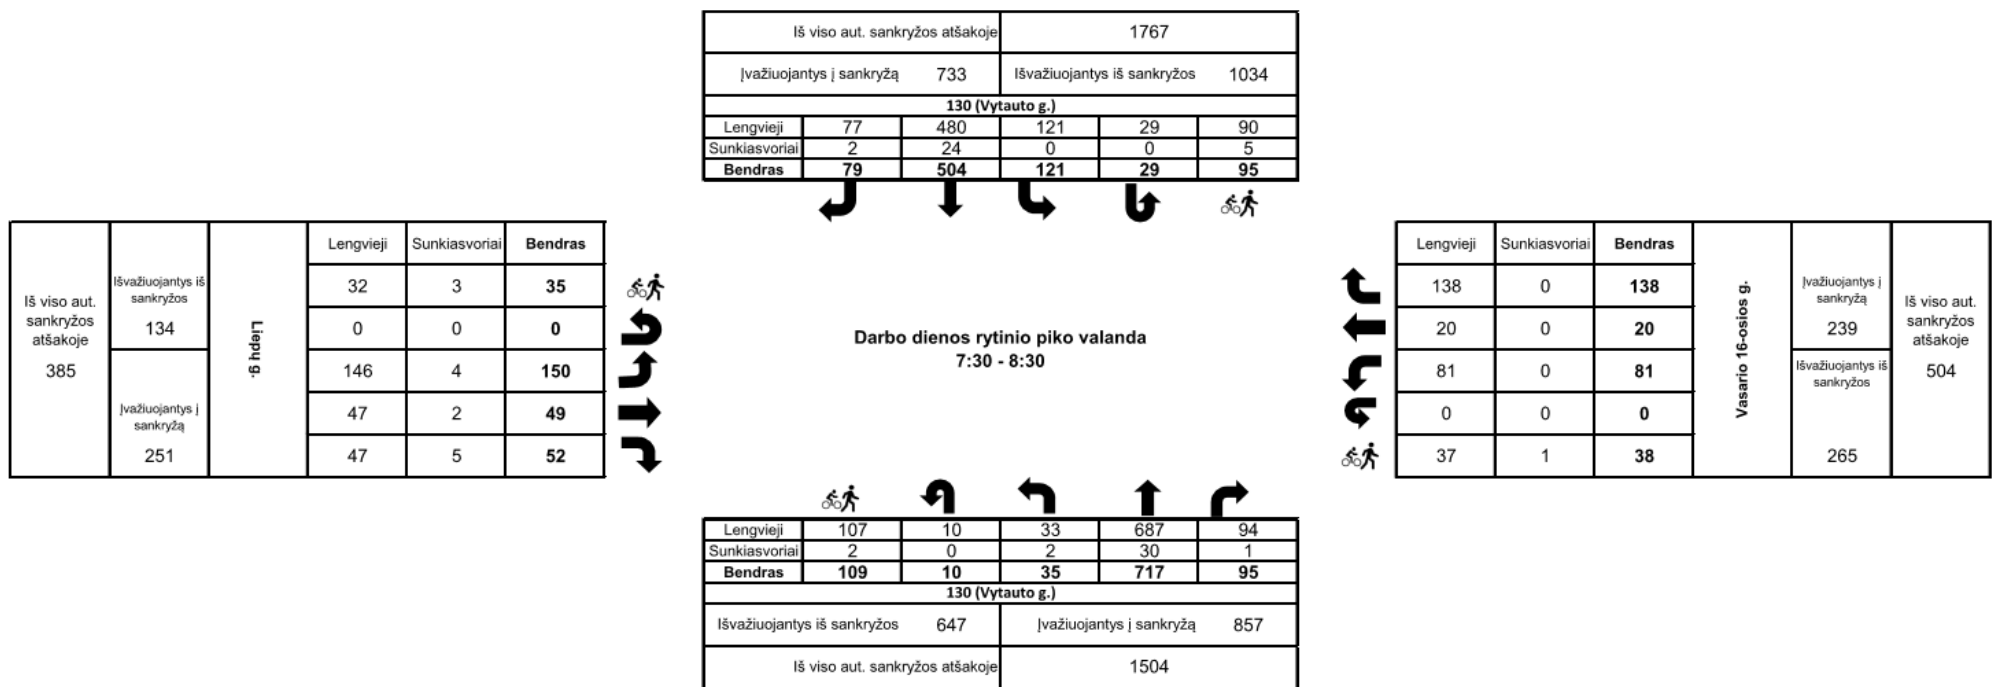 Iš viso aut. sankryžos atšakoje 1767
Įvažiuojantys į sankryžą 733 Išvažiuojantys iš sankryžos 1034
130 (Vytauto g.)
Lengvieji 77 480 121 29 90
Sunkiasvoriai 2 24 0 0 5
Bendras 79 504 121 29 95
Iš viso aut.
sankryžos
atšakoje
385
Išvažiuojantys iš
sankryžos
134
Įvažiuojantys į
sankryžą
251
Liepų g.
Lengvieji Sunkiasvoriai Bendras
32 3 35
0 0 0
146 4 150
47 2 49
47 5 52
Darbo dienos rytinio piko valanda
7:30 - 8:30
Lengvieji Sunkiasvoriai Bendras
138 0 138
20 0 20
81 0 81
0 0 0
37 1 38
Vasario 16-osios g.
Įvažiuojantys į
sankryžą
239
Išvažiuojantys iš
sankryžos
265
Iš viso aut.
sankryžos
atšakoje
504
Lengvieji 107 10 33 687 94
Sunkiasvoriai 2 0 2 30 1
Bendras 109 10 35 717 95
130 (Vytauto g.)
Išvažiuojantys iš sankryžos 647 Įvažiuojantys į sankryžą 857
Iš viso aut. sankryžos atšakoje 1504